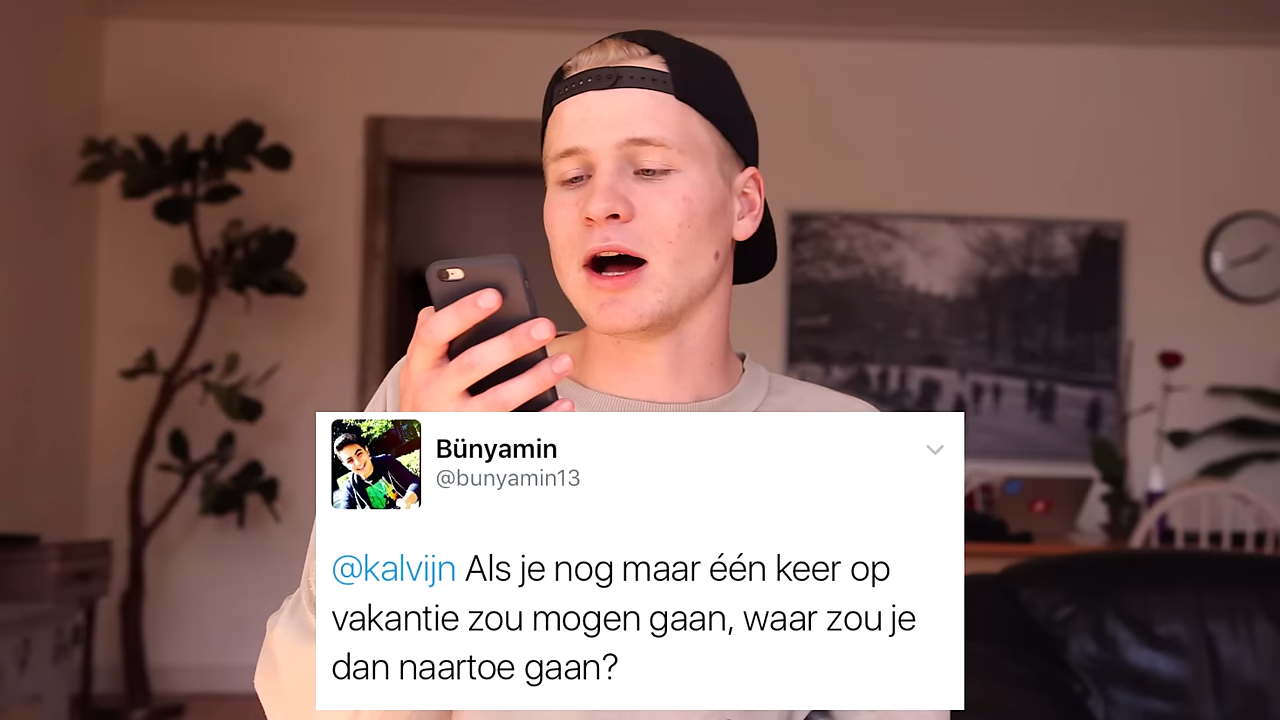 Bünyamin
@bunyamin13
@kalvijn Als je nog maar één keer op
vakantie zou mogen gaan, waar zou je
dan naartoe gaan?